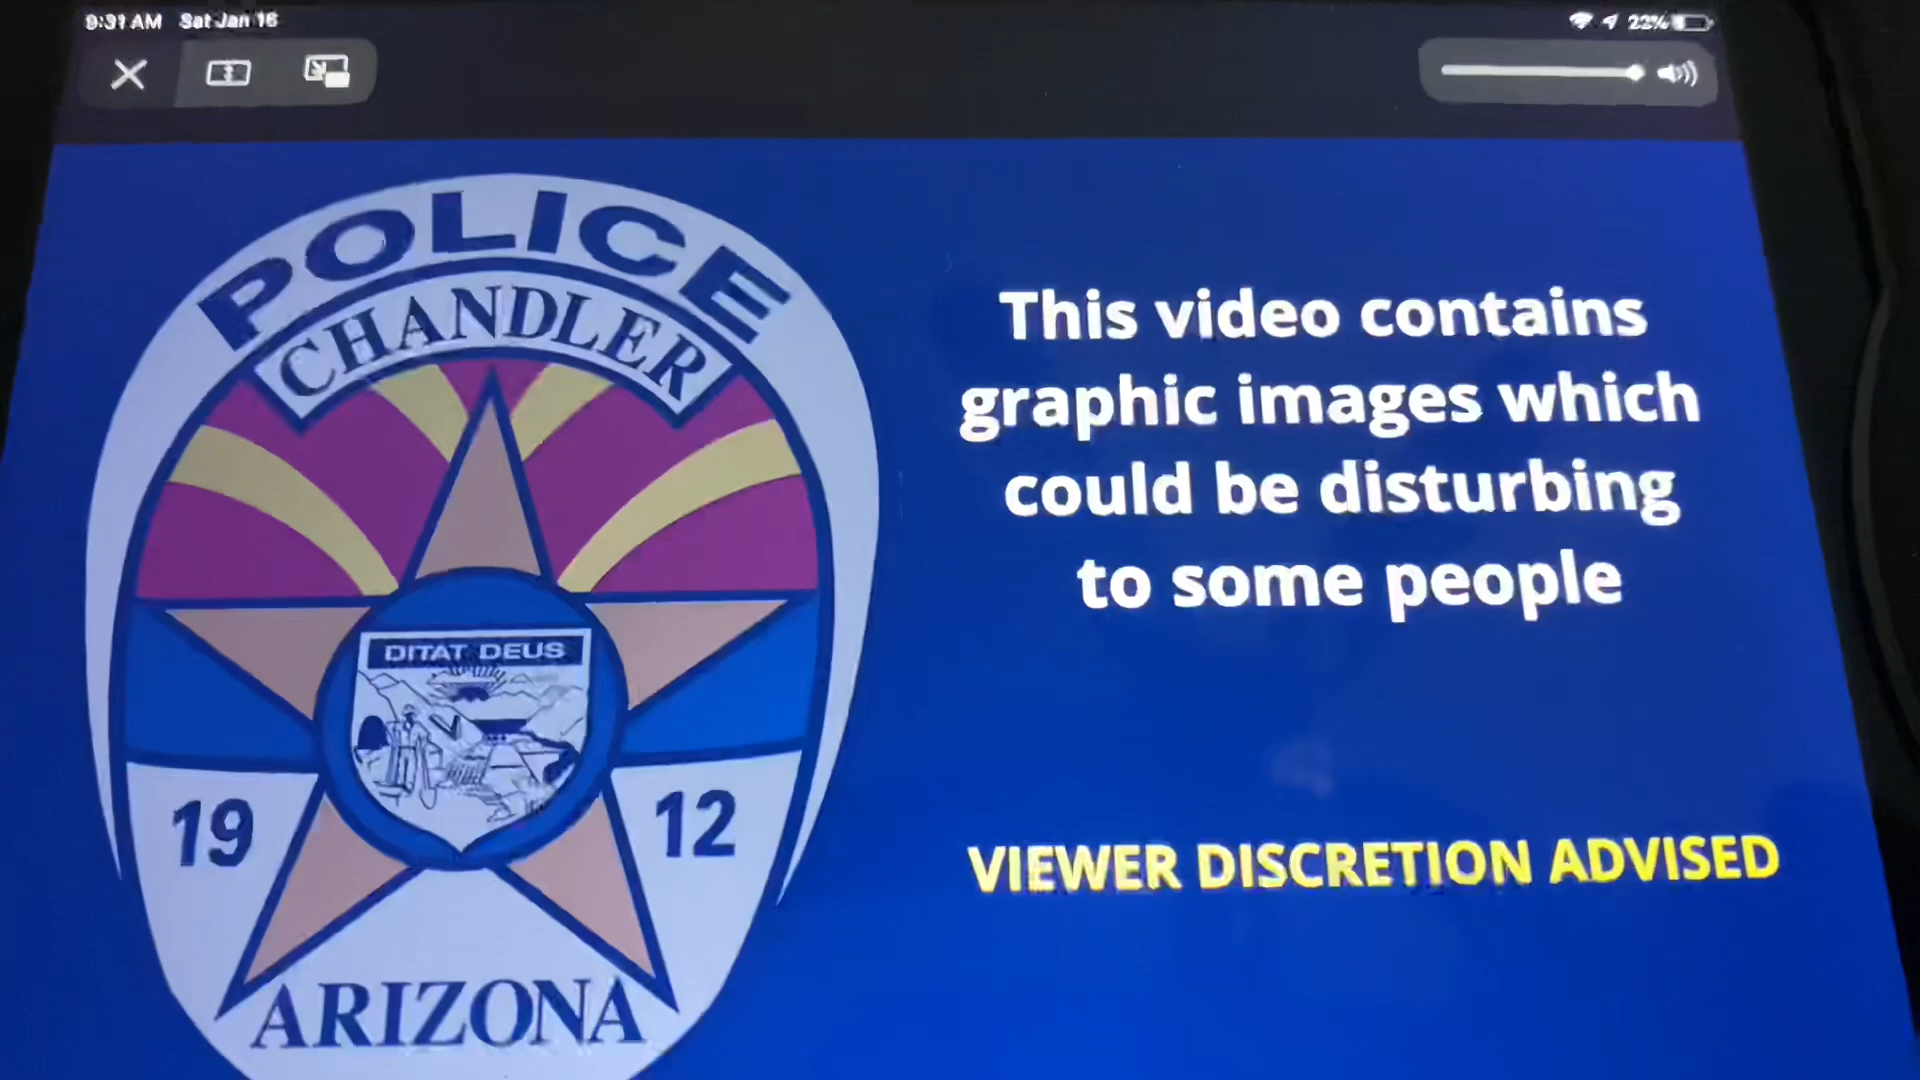 9:31 AM Sat Jan 16
22%
POLICE
CHANDLER
DITAT DEUS
19 12
ARIZONA
This video contains
graphic images which
could be disturbing
to some people
VIEWER DISCRETION ADVISED